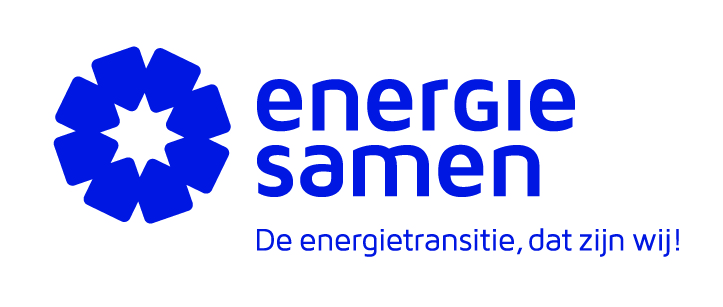 energie
samen
De energietransitie, dat zijn wij!